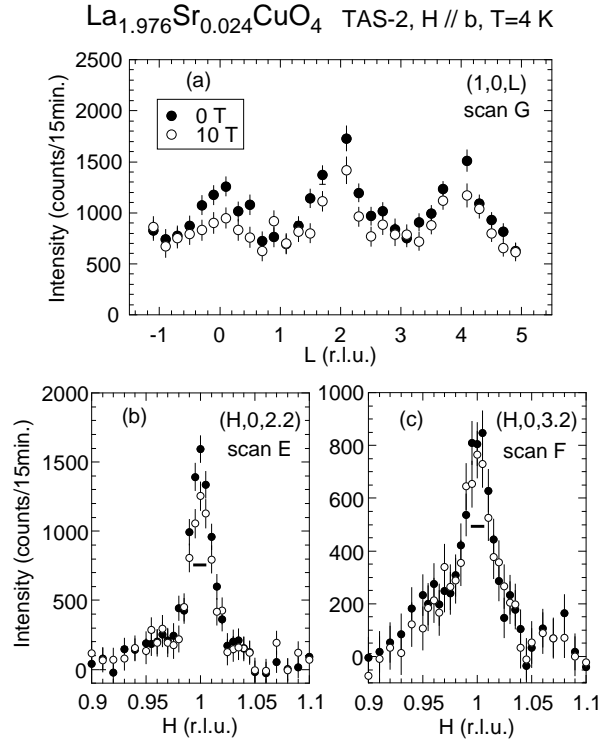 La1.976Sr0.024CuO4 TAS-2, H // b, T=4 K
2500
2000
1500
1000
500
0
Intensity (counts/15min.)
(a)
0 T
10 T
(1,0,L)
scan G
-1 0 1 2 3 4 5
L (r.l.u.)
2000
1500
1000
500
0
Intensity (counts/15min.)
(b)
(H,0,2.2)
scan E
0.9 0.95 1 1.05 1.1
H (r.l.u.)
1000
800
600
400
200
0
(c)
(H,0,3.2)
scan F
0.9 0.95 1 1.05 1.1
H (r.l.u.)